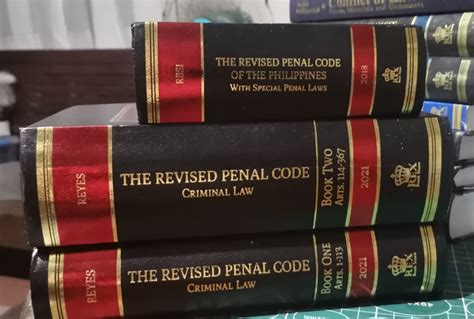 RBSI
THE REVISED PENAL CODE
OF THE PHILIPPINES
WITH SPECIAL PENAL LAWS
2018
REX
REYES
THE REVISED PENAL CODE
CRIMINAL LAW
BOOK TWO
ARTS. 114-367
2021
REX
REYES
THE REVISED PENAL CODE
CRIMINAL LAW
BOOK ONE
ARTS. 1-113
2021
REX